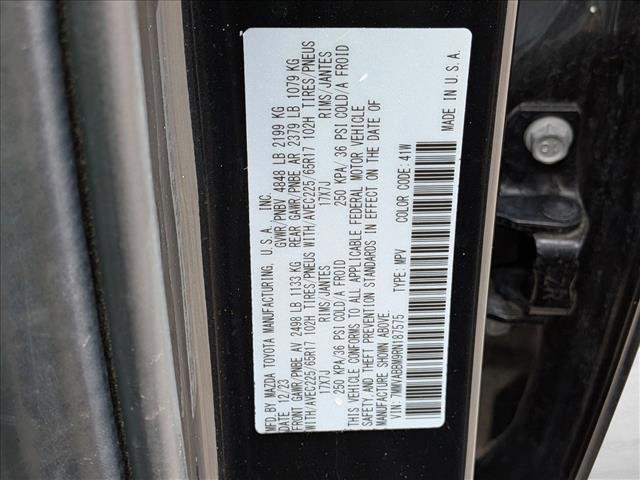 MFD.BY MAZDA TOYOTA MANUFACTURING, U.S.A. INC.
DATE 12/23 GVWR/PNBV 4848 LB 2199 KG
FRONT GAWR/PNBE AV 2498 LB 1133 KG REAR GAWR/PNBE AR 2379 LB 1079 KG
WITH/AVEC225/65R17 102H TIRES/PNEUS WITH/AVEC225/65R17 102H TIRES/PNEUS
17X7J RIMS/JANTES 17X7J RIMS/JANTES
250 KPA/36 PSI COLD/A FROID 250 KPA/36 PSI COLD/A FROID
THIS VEHICLE CONFORMS TO ALL APPLICABLE FEDERAL MOTOR VEHICLE
SAFETY, AND THEFT PREVENTION STANDARDS IN EFFECT ON THE DATE OF
MANUFACTURE SHOWN ABOVE.
VIN: 7MMVABBM9RN187575 TYPE: MPV COLOR CODE: 41W
MADE IN U.S.A.